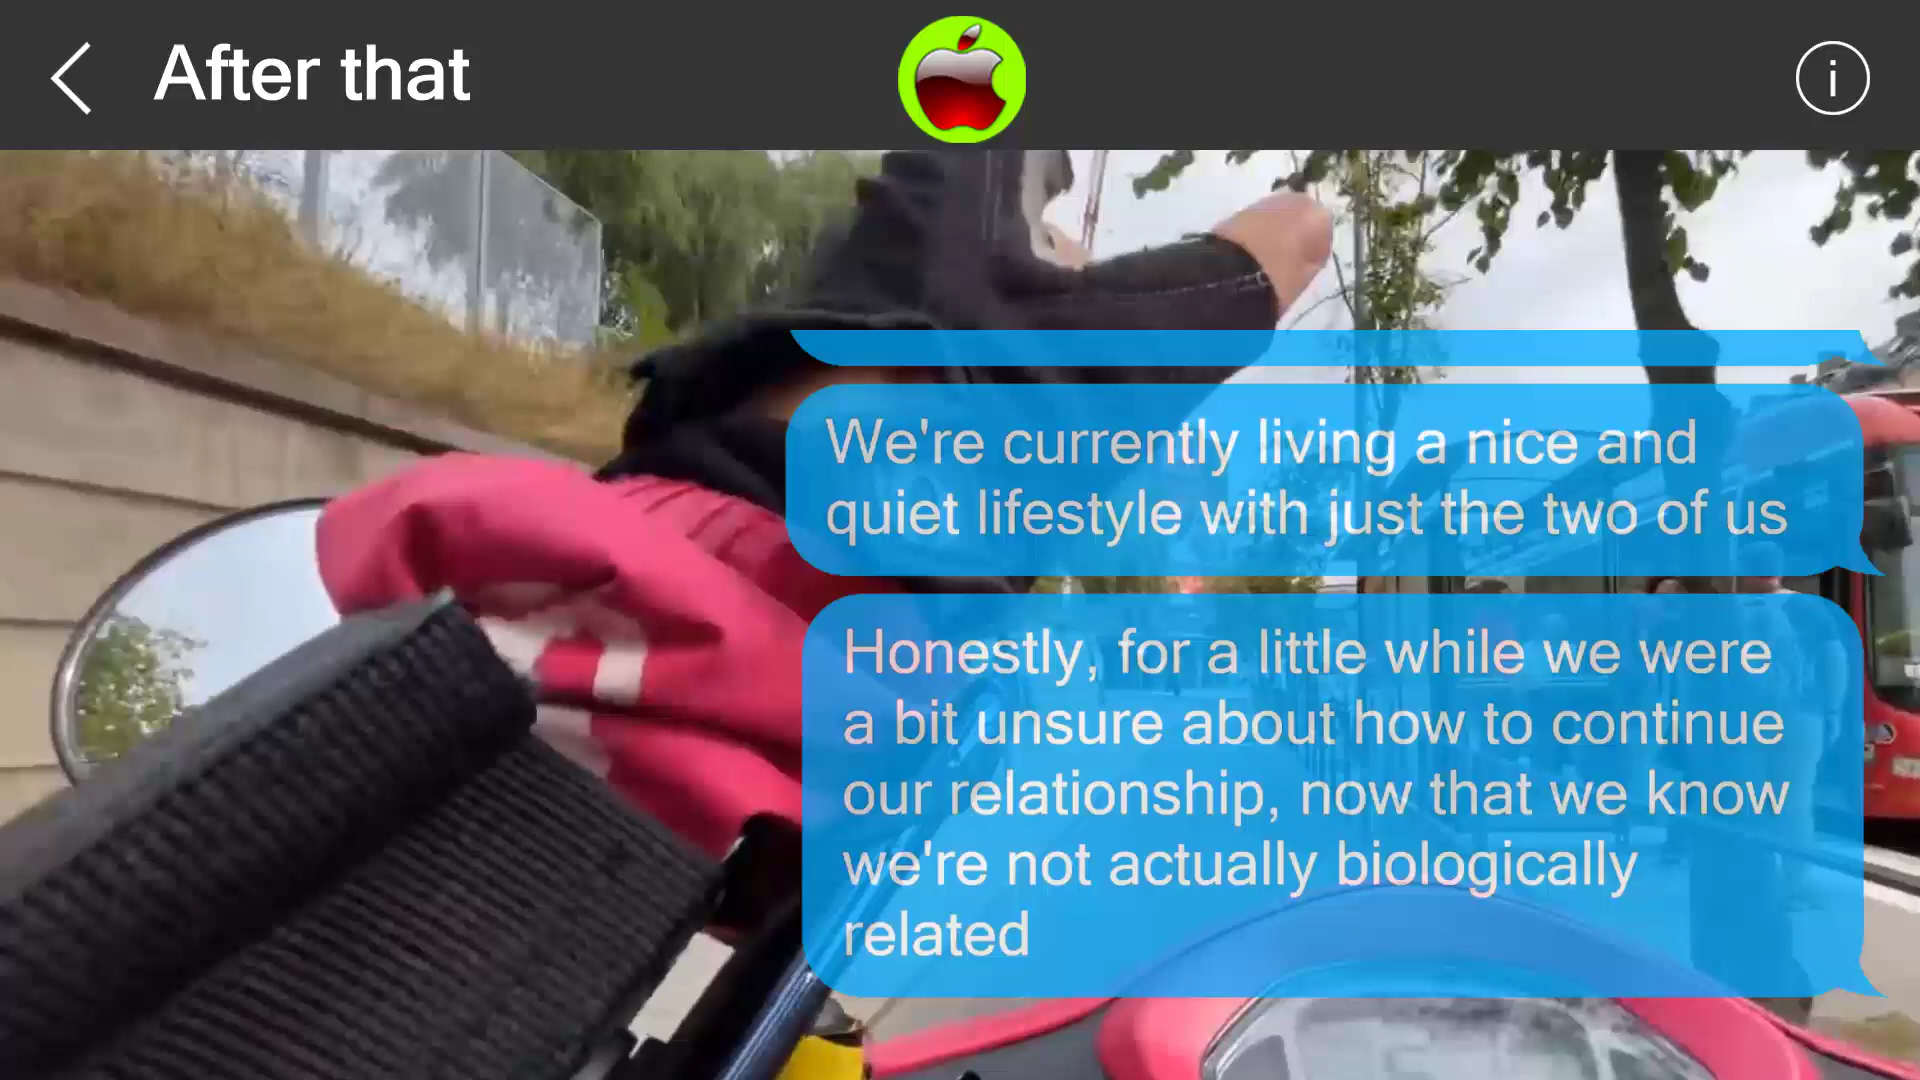 After that
We're currently living a nice and
quiet lifestyle with just the two of us
Honestly, for a little while we were
a bit unsure about how to continue
our relationship, now that we know
we're not actually biologically
related